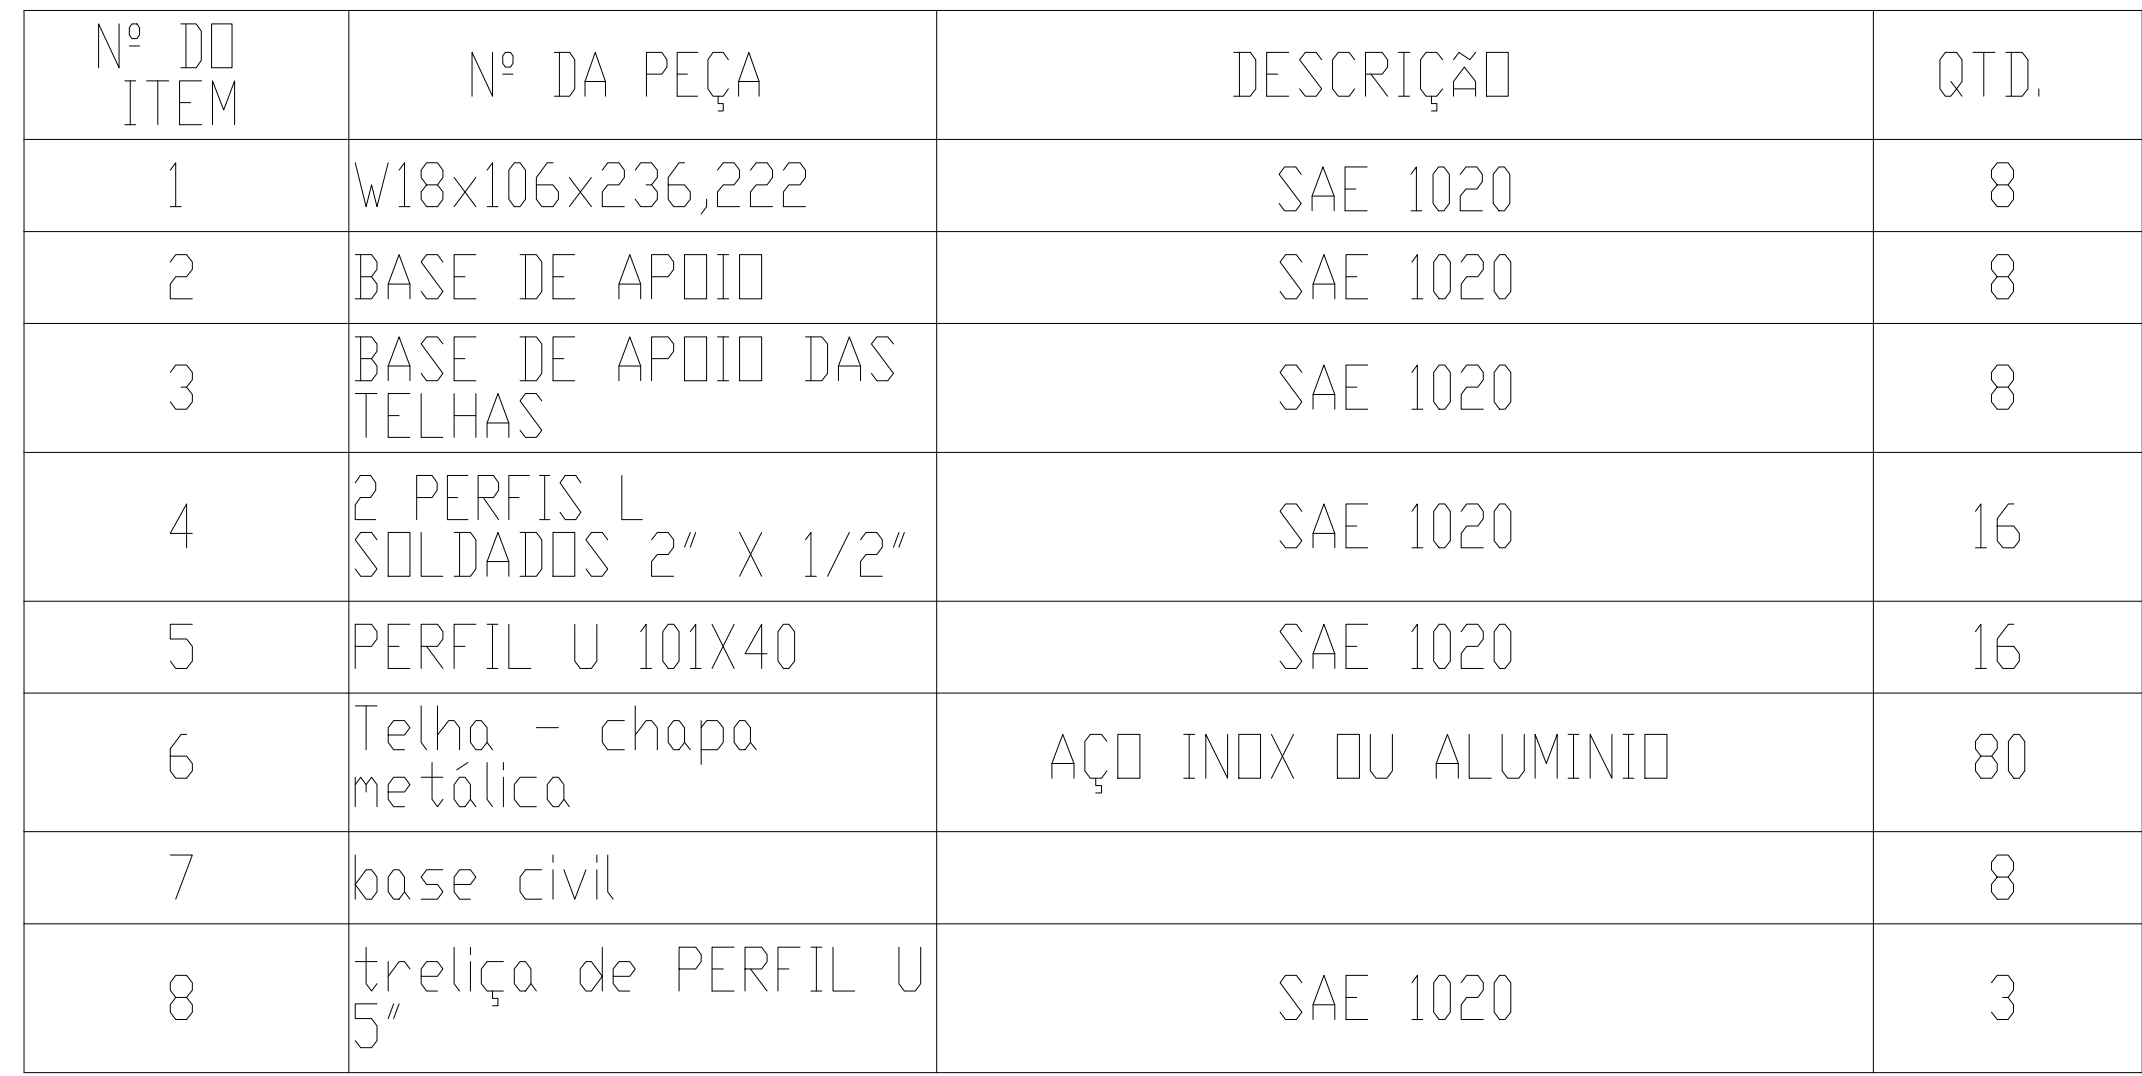 Nº DO
ITEM
Nº DA PEÇA
DESCRIÇÃO
QTD.
1
W18x106x236,222
SAE 1020
8
2
BASE DE APOIO
SAE 1020
8
3
BASE DE APOIO DAS
TELHAS
SAE 1020
8
4
2 PERFIS L
SOLDADOS 2" X 1/2"
SAE 1020
16
5
PERFIL U 101X40
SAE 1020
16
6
Telha - chapa
metálica
AÇO INOX OU ALUMINIO
80
7
base civil
8
8
treliça de PERFIL U
5"
SAE 1020
3